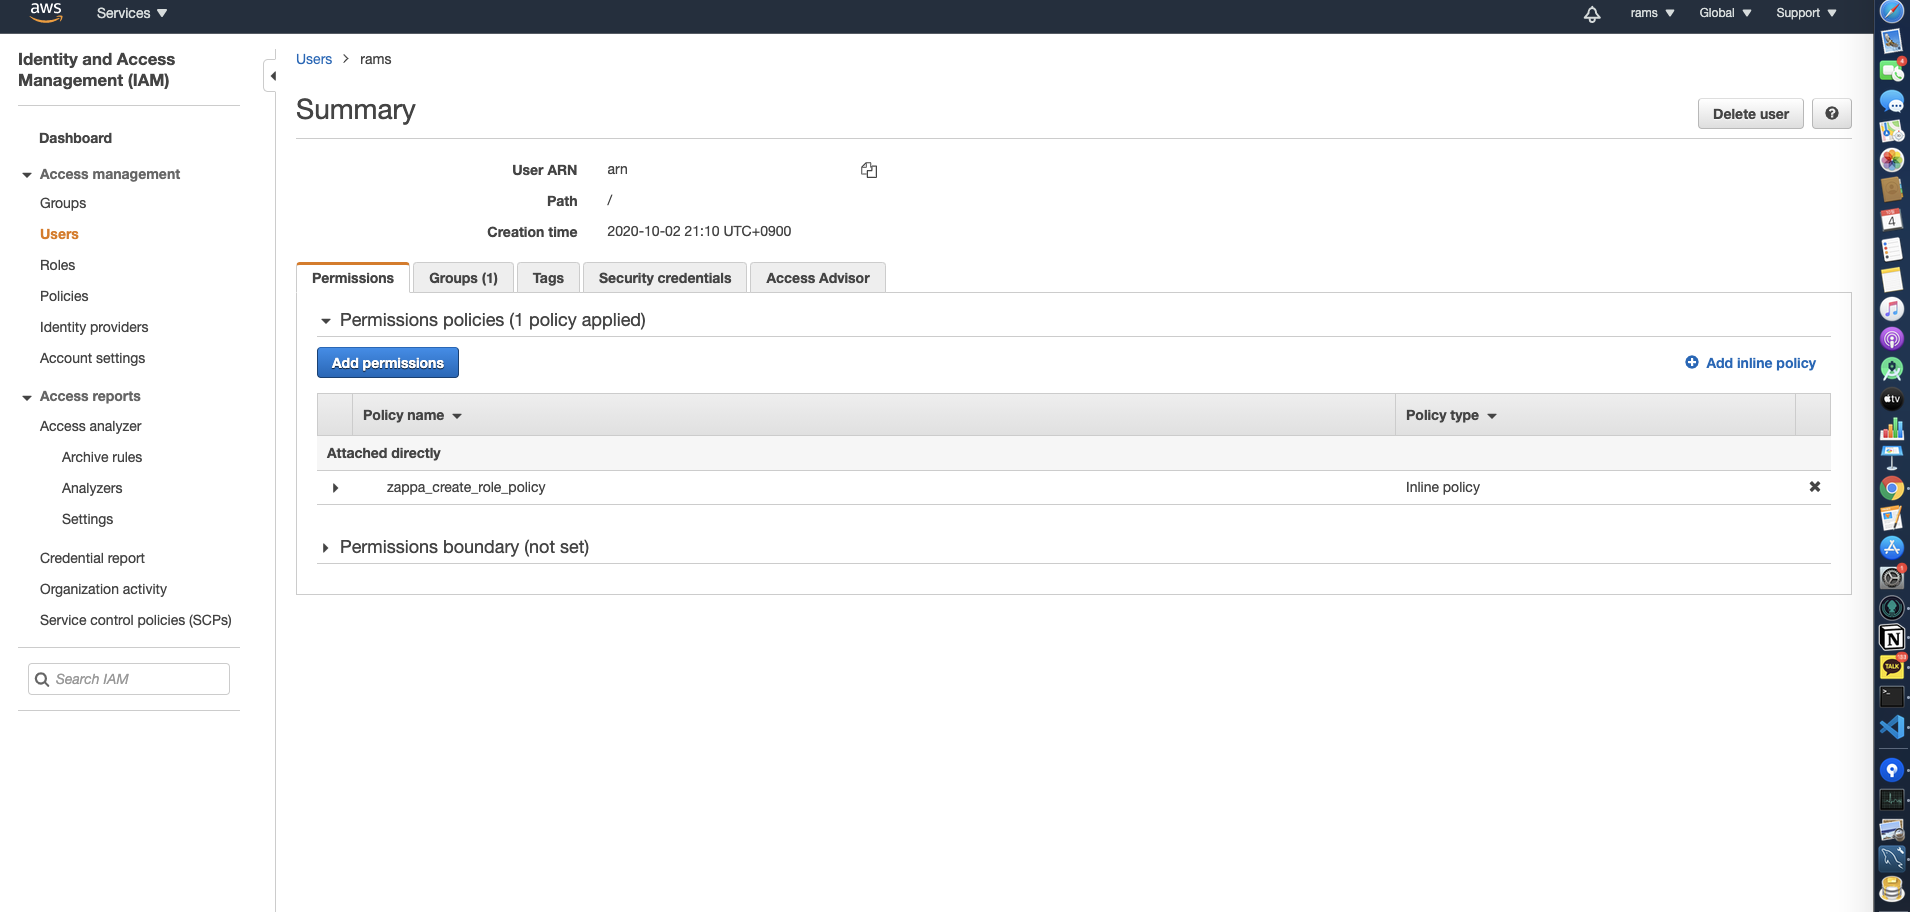 aws
Services
rams
Global
Support
Identity and Access
Management (IAM)
Dashboard
Access management
Groups
Users
Roles
Policies
Identity providers
Account settings
Access reports
Access analyzer
Archive rules
Analyzers
Settings
Credential report
Organization activity
Service control policies (SCPs)
Search IAM
Users > rams
Summary
Delete user
?
User ARN arn
Path /
Creation time 2020-10-02 21:10 UTC+0900
Permissions
Groups (1)
Tags
Security credentials
Access Advisor
Permissions policies (1 policy applied)
Add permissions
Add inline policy
Policy name
Policy type
Attached directly
zappa_create_role_policy
Inline policy
Permissions boundary (not set)
4
tv
N
TALK